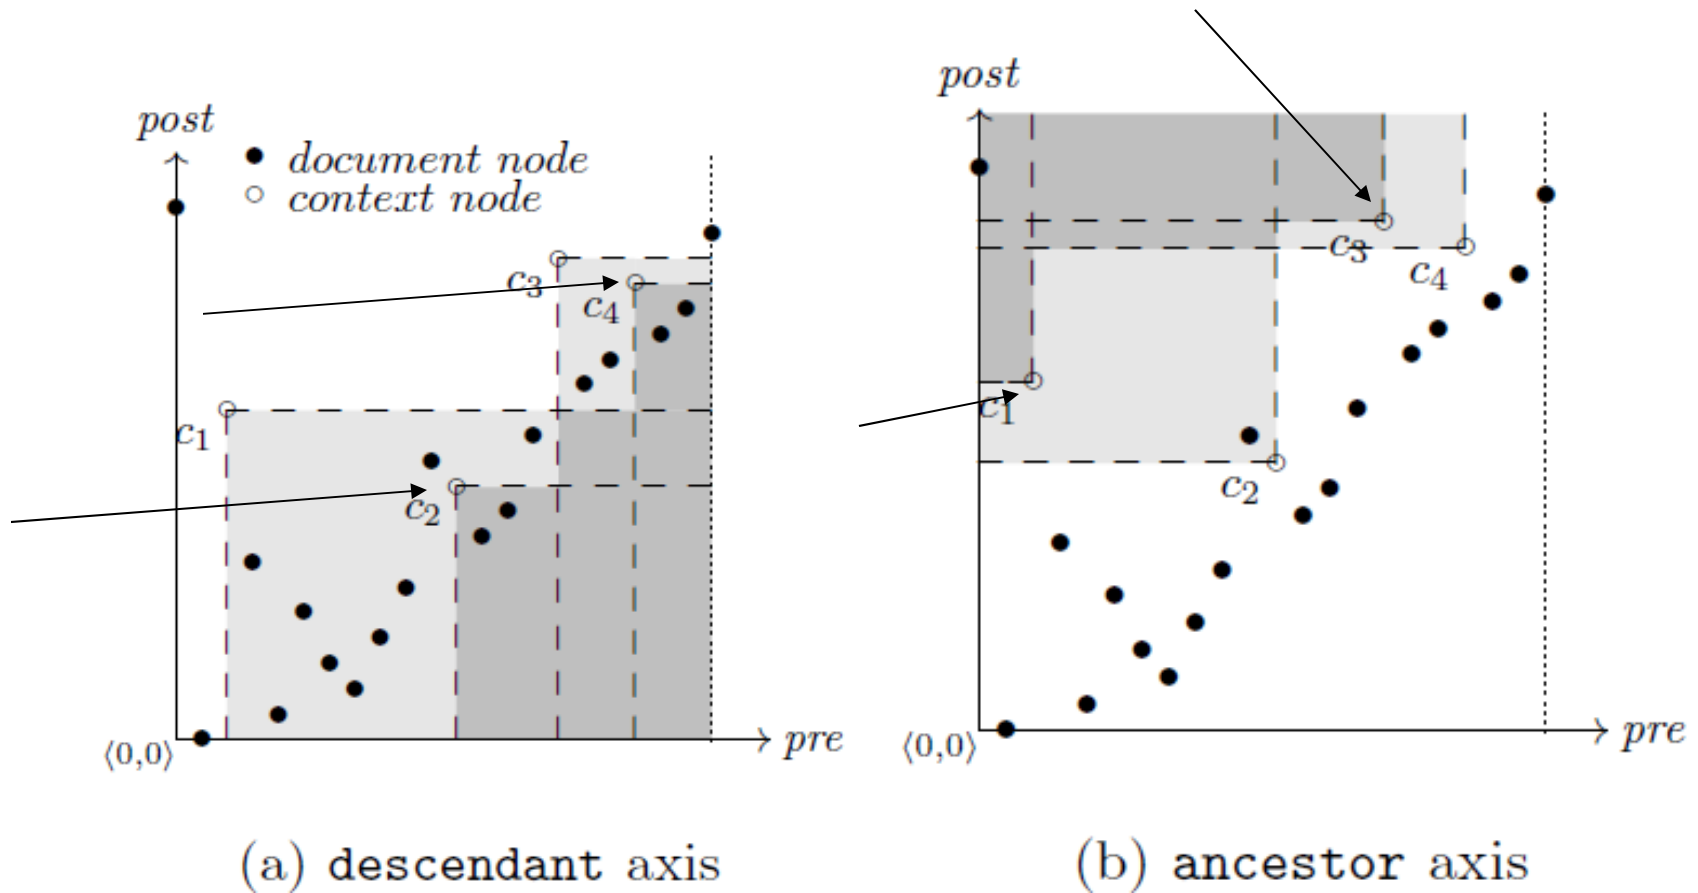 post
document node
context node
c3
c4
c1
c2
⟨0,0⟩
pre
(a) descendant axis
post
c3
c4
c1
c2
⟨0,0⟩
pre
(b) ancestor axis